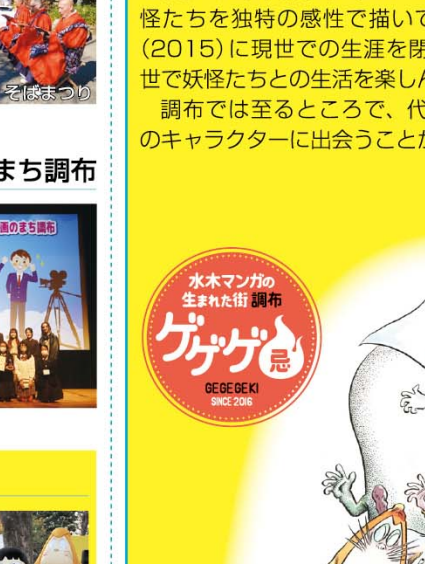 そばまつり
まち調布
画のまち調布
怪たちを独特の感性で描いて
（2015）に現世での生涯を閉
世で妖怪たちとの生活を楽しん
調布では至るところで、代
のキャラクターに出会うことが
水木マンガの
生まれた街 調布
ゲゲゲ忌
GEGEGEKI
SINCE 2016